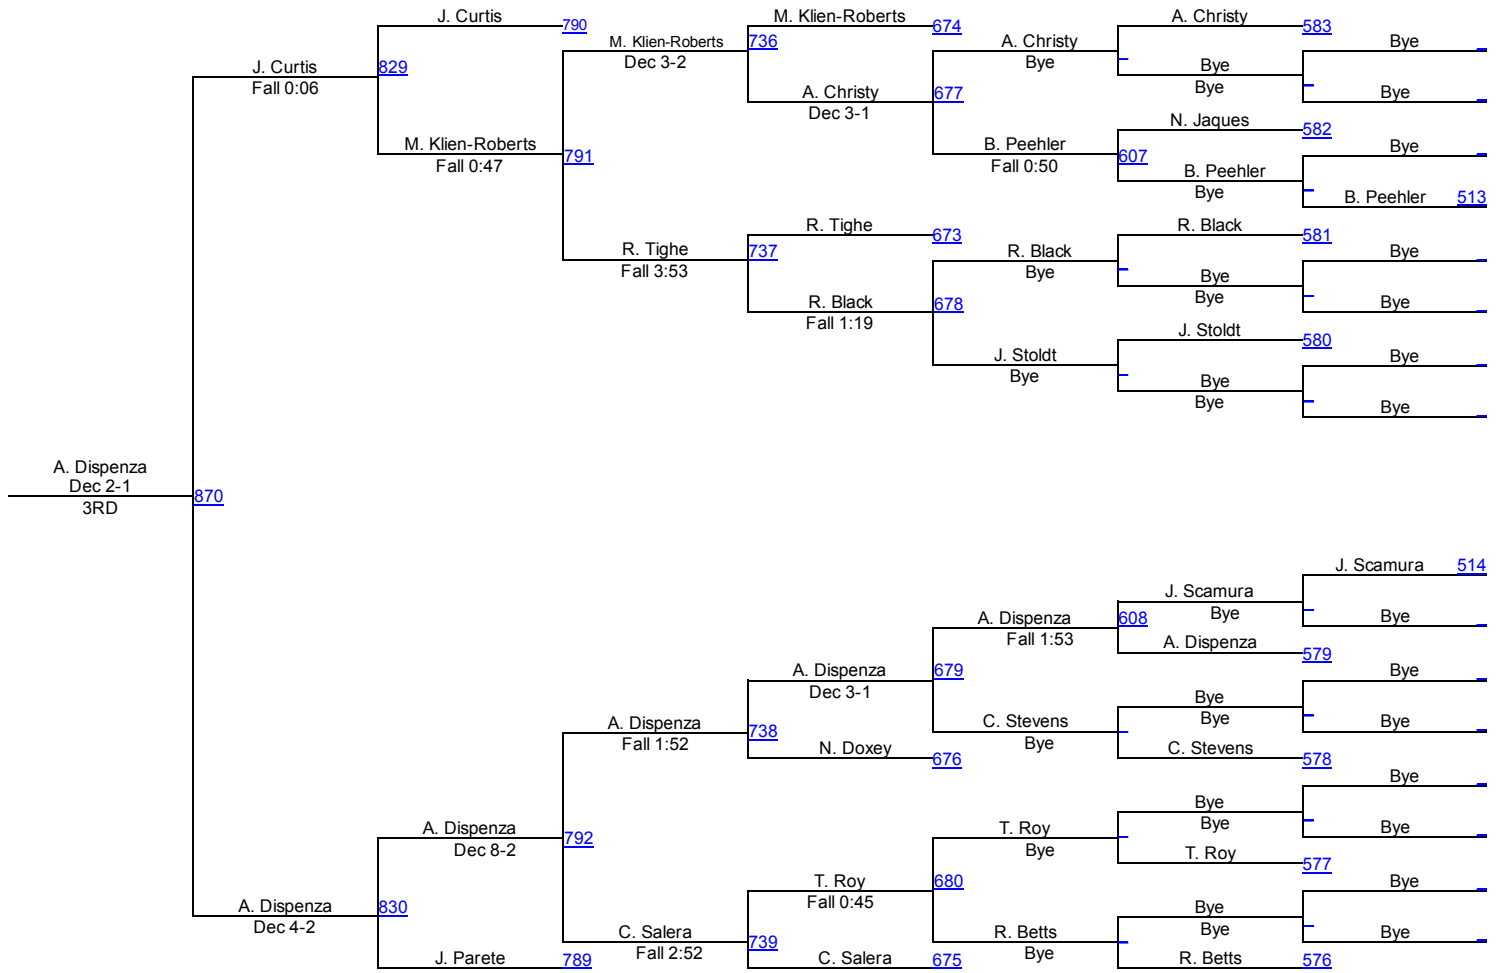 J. Curtis 790
M. Klien-Roberts 674
A. Christy 583
M. Klien-Roberts 736
Dec 3-2
A. Christy
Bye
Bye
J. Curtis 829
Fall 0:06
Bye
Bye
A. Christy 677
Dec 3-1
Bye
N. Jaques 582
M. Klien-Roberts 791
Fall 0:47
B. Peehler 607
Fall 0:50
Bye
B. Peehler
Bye
B. Peehler 513
R. Tighe 673
R. Black 581
R. Tighe 737
Fall 3:53
R. Black
Bye
Bye
Bye
Bye
R. Black 678
Fall 1:19
Bye
J. Stoldt 580
J. Stoldt
Bye
Bye
Bye
Bye
Bye
A. Dispenza
Dec 2-1
3RD
870
J. Scamura 514
J. Scamura
Bye
A. Dispenza 608
Fall 1:53
Bye
A. Dispenza 579
A. Dispenza 679
Dec 3-1
Bye
Bye
Bye
C. Stevens
Bye
Bye
A. Dispenza 738
Fall 1:52
N. Doxey 676
C. Stevens 578
Bye
Bye
Bye
A. Dispenza 792
Dec 8-2
T. Roy
Bye
Bye
T. Roy 577
T. Roy 680
Fall 0:45
Bye
A. Dispenza 830
Dec 4-2
Bye
Bye
C. Salera 739
Fall 2:52
R. Betts
Bye
Bye
J. Parete 789
C. Salera 675
R. Betts 576